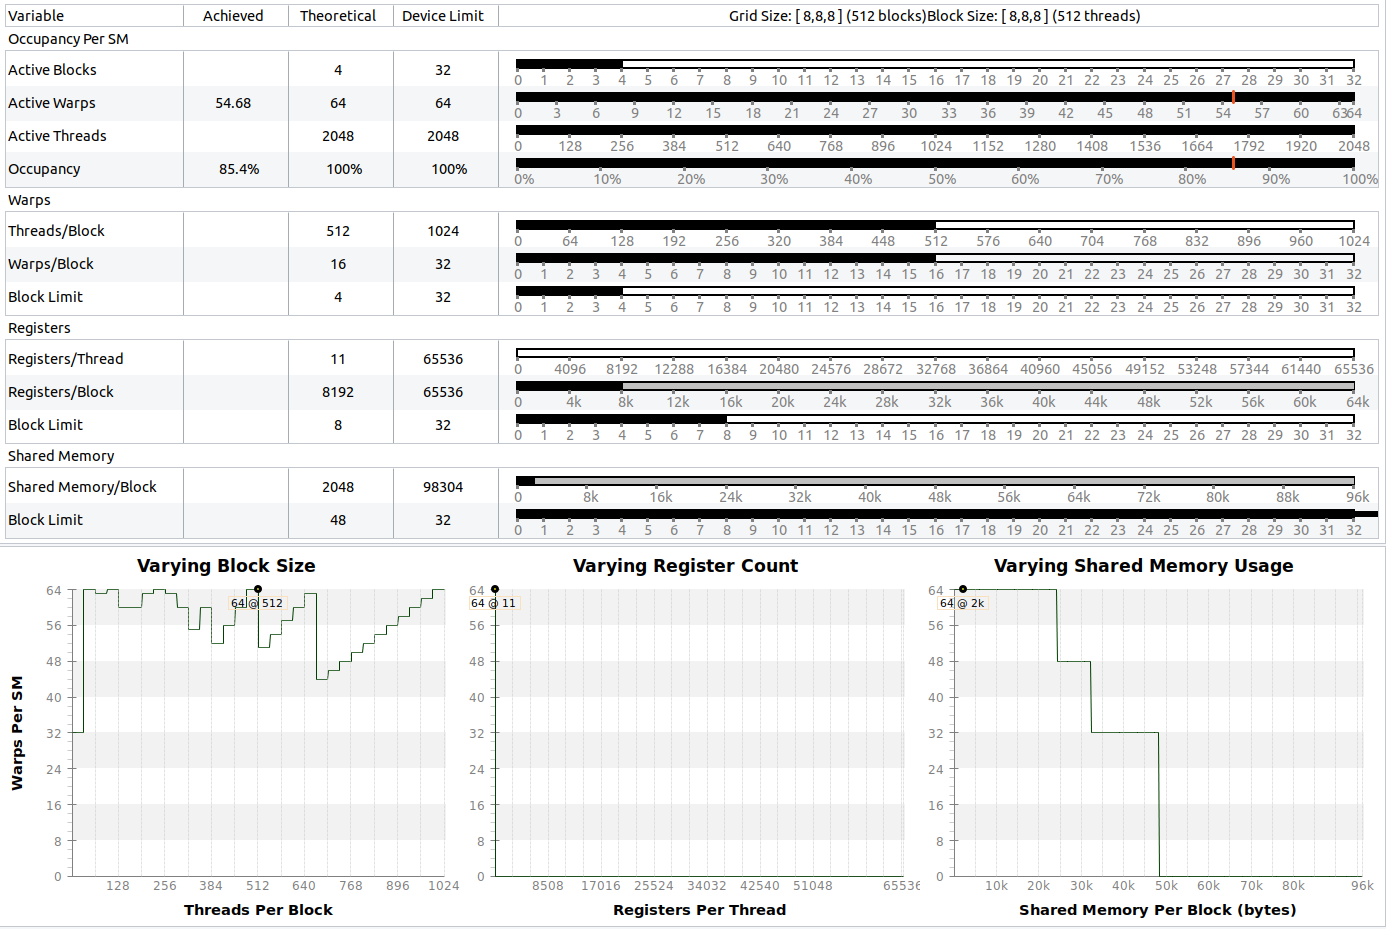 Variable Achieved Theoretical Device Limit Grid Size: [ 8,8,8 ] (512 blocks)Block Size: [ 8,8,8 ] (512 threads)
Occupancy Per SM
Active Blocks 4 32
0 1 2 3 4 5 6 7 8 9 10 11 12 13 14 15 16 17 18 19 20 21 22 23 24 25 26 27 28 29 30 31 32
Active Warps 54.68 64 64
0 3 6 9 12 15 18 21 24 27 30 33 36 39 42 45 48 51 54 57 60 63 64
Active Threads 2048 2048
0 128 256 384 512 640 768 896 1024 1152 1280 1408 1536 1664 1792 1920 2048
Occupancy 85.4% 100% 100%
0% 10% 20% 30% 40% 50% 60% 70% 80% 90% 100%
Warps
Threads/Block 512 1024
0 64 128 192 256 320 384 448 512 576 640 704 768 832 896 960 1024
Warps/Block 16 32
0 1 2 3 4 5 6 7 8 9 10 11 12 13 14 15 16 17 18 19 20 21 22 23 24 25 26 27 28 29 30 31 32
Block Limit 4 32
0 1 2 3 4 5 6 7 8 9 10 11 12 13 14 15 16 17 18 19 20 21 22 23 24 25 26 27 28 29 30 31 32
Registers
Registers/Thread 11 65536
0 4096 8192 12288 16384 20480 24576 28672 32768 36864 40960 45056 49152 53248 57344 61440 65536
Registers/Block 8192 65536
0 4k 8k 12k 16k 20k 24k 28k 32k 36k 40k 44k 48k 52k 56k 60k 64k
Block Limit 8 32
0 1 2 3 4 5 6 7 8 9 10 11 12 13 14 15 16 17 18 19 20 21 22 23 24 25 26 27 28 29 30 31 32
Shared Memory
Shared Memory/Block 2048 98304
0 8k 16k 24k 32k 40k 48k 56k 64k 72k 80k 88k 96k
Block Limit 48 32
0 1 2 3 4 5 6 7 8 9 10 11 12 13 14 15 16 17 18 19 20 21 22 23 24 25 26 27 28 29 30 31 32
Varying Block Size
Warps Per SM
64
56
48
40
32
24
16
8
0
64 @ 512
128 256 384 512 640 768 896 1024
Threads Per Block
Varying Register Count
64
56
48
40
32
24
16
8
0
64 @ 11
8508 17016 25524 34032 42540 51048 65536
Registers Per Thread
Varying Shared Memory Usage
64
56
48
40
32
24
16
8
0
64 @ 2k
10k 20k 30k 40k 50k 60k 70k 80k 96k
Shared Memory Per Block (bytes)